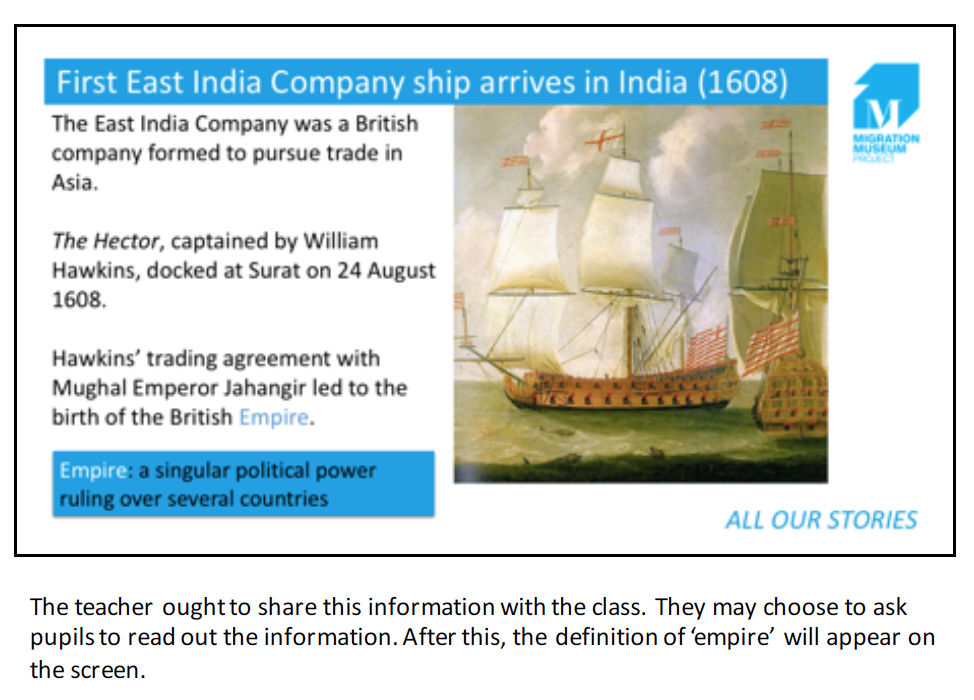 First East India Company ship arrives in India (1608)
The East India Company was a British
company formed to pursue trade in
Asia.
The Hector, captained by William
Hawkins, docked at Surat on 24 August
1608.
Hawkins’ trading agreement with
Mughal Emperor Jahangir led to the
birth of the British Empire.
Empire: a singular political power
ruling over several countries
M
MIGRATION
MUSEUM
PROJECT
ALL OUR STORIES
The teacher ought to share this information with the class. They may choose to ask
pupils to read out the information. After this, the definition of ‘empire’ will appear on
the screen.